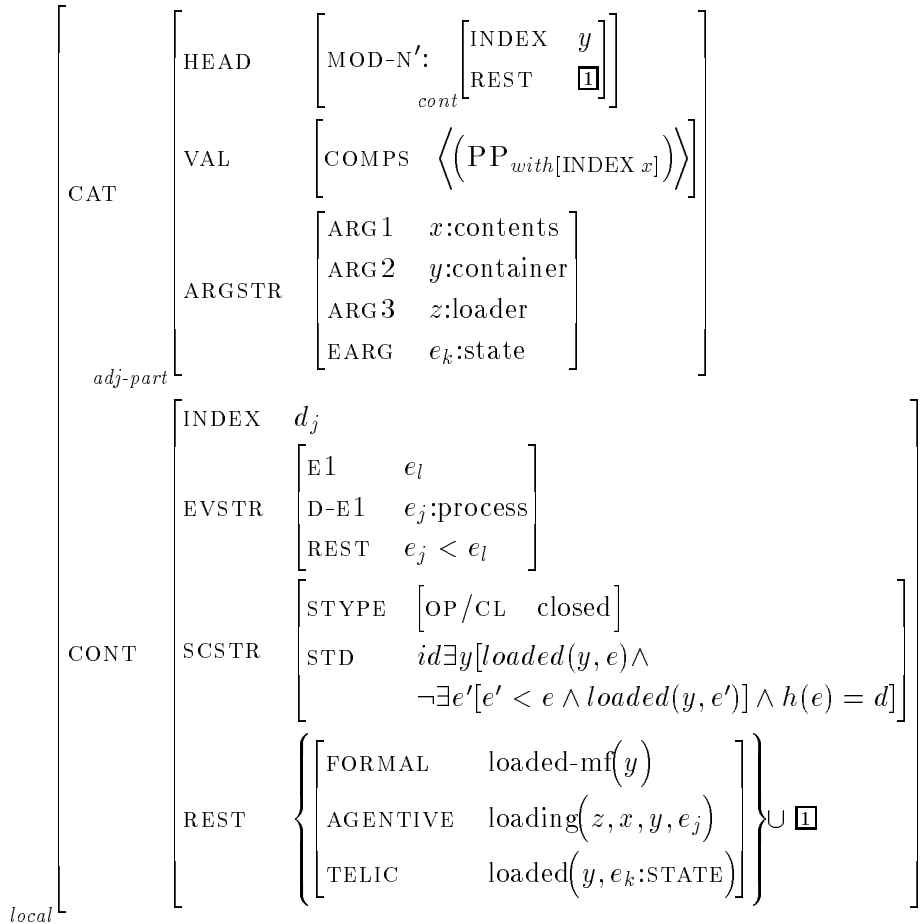 HEAD MOD-N′: INDEX y
REST 1
cont
VAL COMPS ⟨(PP with[INDEX x])⟩
CAT
ARG1 x:contents
ARG2 y:container
ARGSTR
ARG3 z:loader
EARG e_k:state
adj-part
INDEX d_j
E1 e_l
EVSTR D-E1 e_j:process
REST e_j < e_l
STYPE [OP/CL closed]
CONT SCSTR STD id∃y[loaded(y, e)∧
¬∃e′[e′ < e ∧ loaded(y, e′)] ∧ h(e) = d]
FORMAL loaded-mf(y)
REST { AGENTIVE loading(z, x, y, e_j) } ∪ 1
TELIC loaded(y, e_k:STATE)
local